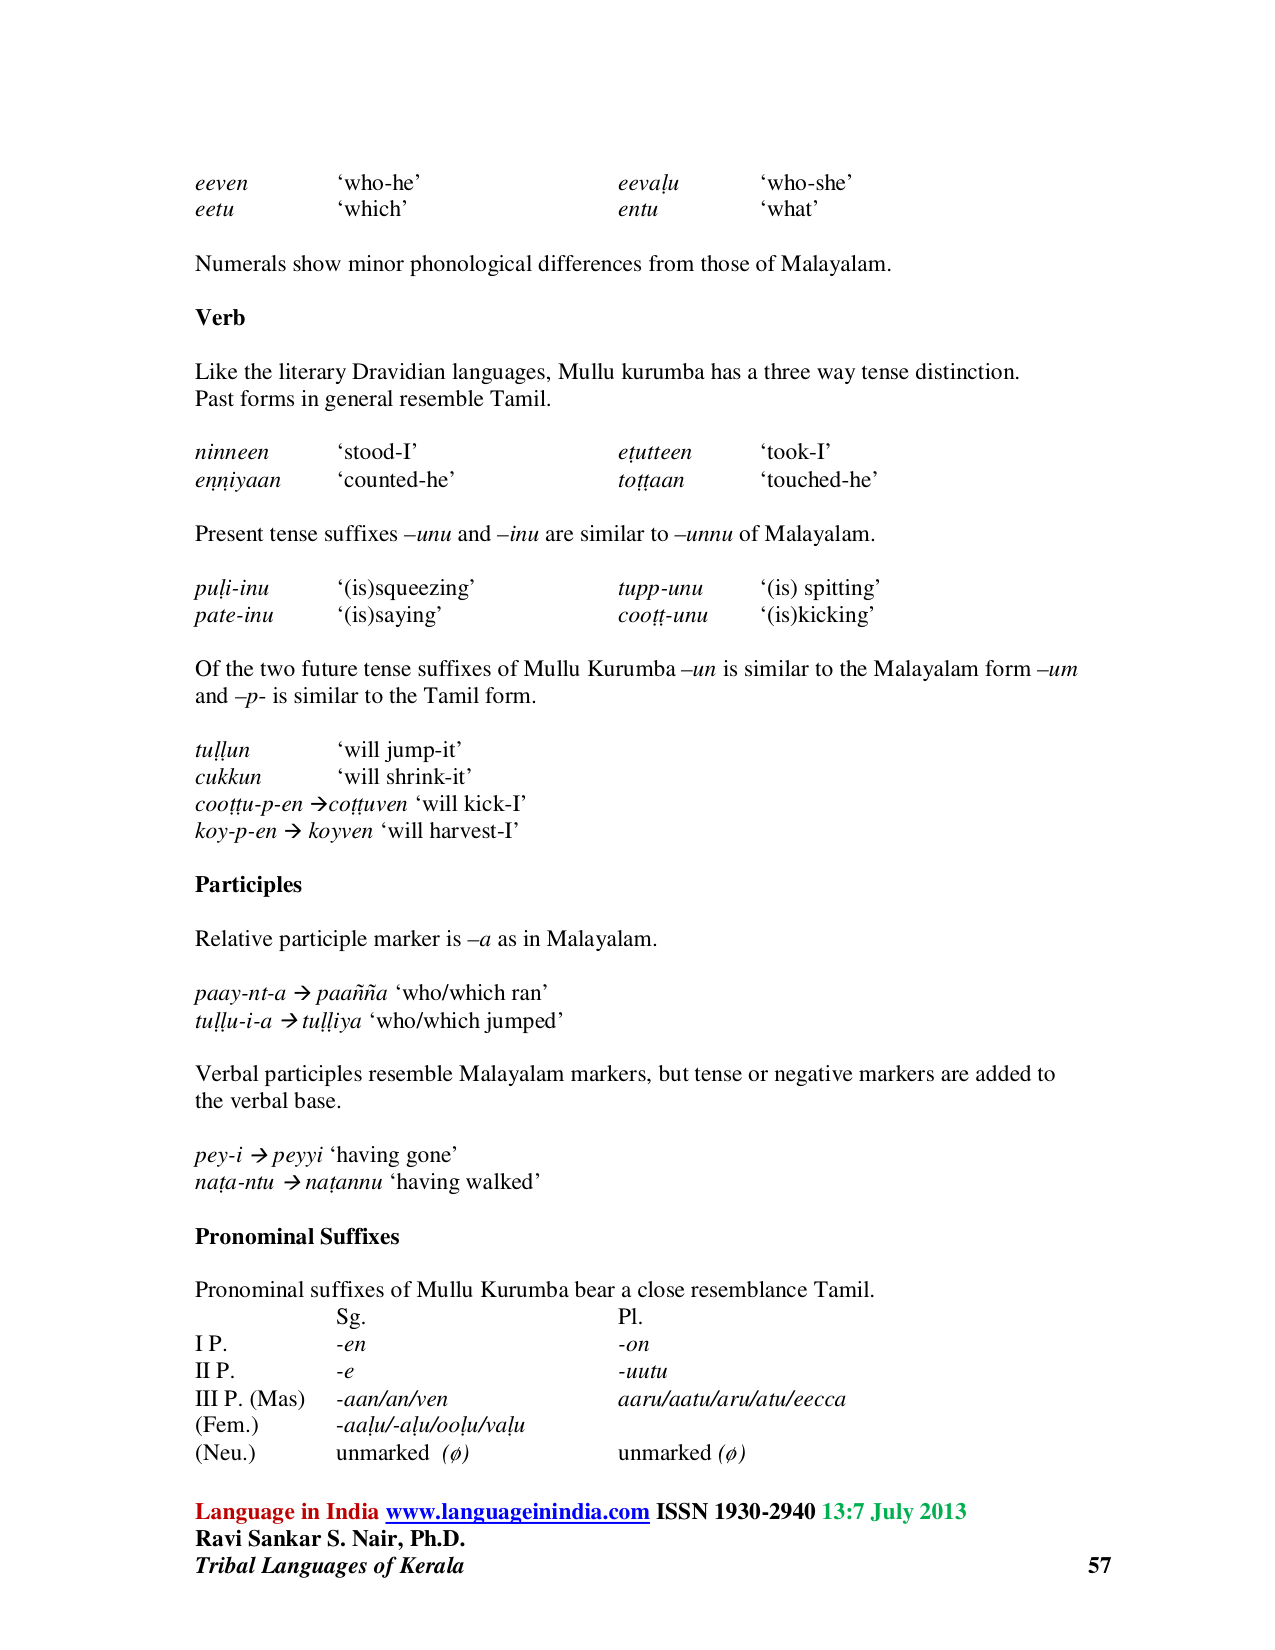 eeven ‘who-he’ eevaḷu ‘who-she’
eetu ‘which’ entu ‘what’
Numerals show minor phonological differences from those of Malayalam.
Verb
Like the literary Dravidian languages, Mullu kurumba has a three way tense distinction.
Past forms in general resemble Tamil.
ninneen ‘stood-I’ eṭutteen ‘took-I’
eṇṇiyaan ‘counted-he’ toṭṭaan ‘touched-he’
Present tense suffixes –unu and –inu are similar to –unnu of Malayalam.
puḷi-inu ‘(is)squeezing’ tupp-unu ‘(is) spitting’
pate-inu ‘(is)saying’ cooṭṭ-unu ‘(is)kicking’
Of the two future tense suffixes of Mullu Kurumba –un is similar to the Malayalam form –um
and –p- is similar to the Tamil form.
tuḷḷun ‘will jump-it’
cukkun ‘will shrink-it’
cooṭṭu-p-en →coṭṭuven ‘will kick-I’
koy-p-en → koyven ‘will harvest-I’
Participles
Relative participle marker is –a as in Malayalam.
paay-nt-a → paañña ‘who/which ran’
tuḷḷu-i-a → tuḷḷiya ‘who/which jumped’
Verbal participles resemble Malayalam markers, but tense or negative markers are added to
the verbal base.
pey-i → peyyi ‘having gone’
naṭa-ntu → naṭannu ‘having walked’
Pronominal Suffixes
Pronominal suffixes of Mullu Kurumba bear a close resemblance Tamil.
Sg. Pl.
I P. -en -on
II P. -e -uutu
III P. (Mas) -aan/an/ven aaru/aatu/aru/atu/eecca
(Fem.) -aaḷu/-aḷu/ooḷu/vaḷu
(Neu.) unmarked (ø) unmarked (ø)
Language in India www.languageinindia.com ISSN 1930-2940 13:7 July 2013
Ravi Sankar S. Nair, Ph.D.
Tribal Languages of Kerala 57